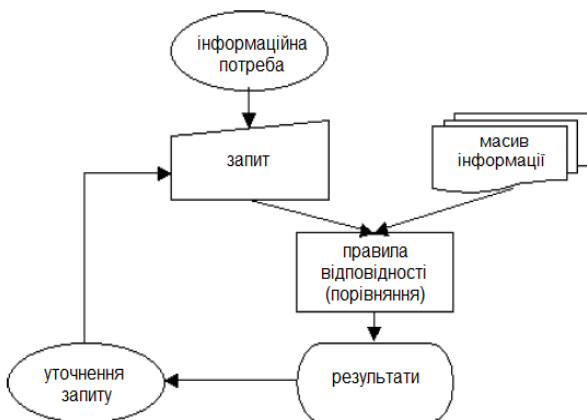 інформаційна
потреба
запит
масив
інформації
правила
відповідності
(порівняння)
результати
уточнення
запиту